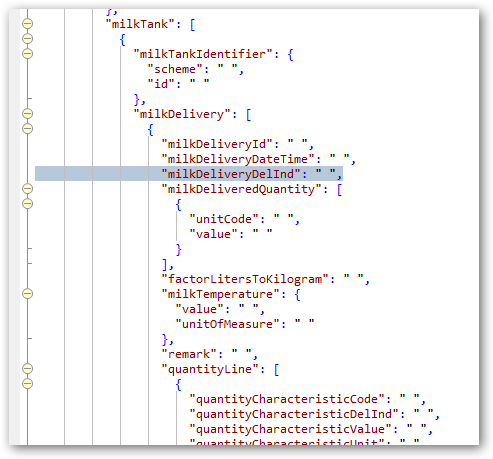 },
"milkTank": [
{
"milkTankIdentifier": {
"scheme": " ",
"id": " "
},
"milkDelivery": [
{
"milkDeliveryId": " ",
"milkDeliveryDateTime": " ",
"milkDeliveryDelInd": " ",
"milkDeliveredQuantity": [
{
"unitCode": " ",
"value": " "
}
],
"factorLitersToKilogram": " ",
"milkTemperature": {
"value": " ",
"unitOfMeasure": " "
},
"remark": " ",
"quantityLine": [
{
"quantityCharacteristicCode": " ",
"quantityCharacteristicDelInd": " ",
"quantityCharacteristicValue": " ",
"quantityCharacteristicUnit": " "